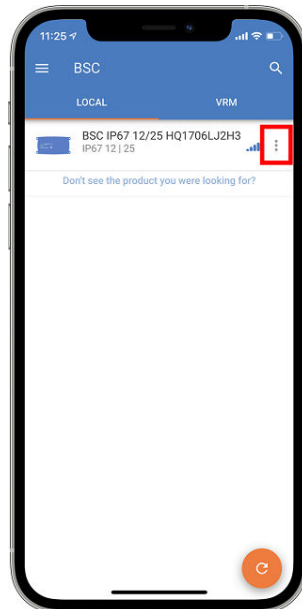 11:25
BSC
LOCAL VRM
BSC IP67 12/25 HQ1706LJ2H3
IP67 12 | 25
Don't see the product you were looking for?